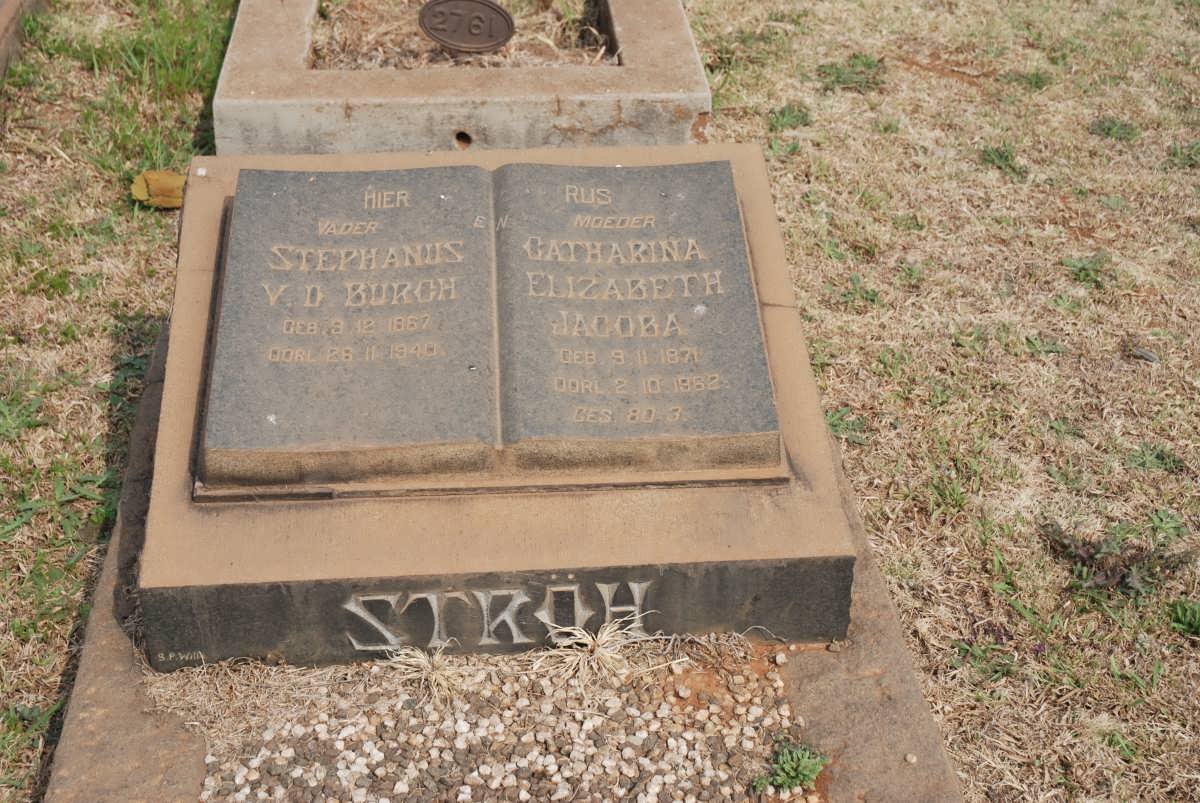 2761
HIER RUS
VADER EN MOEDER
STEPHANUS
V.D BURGH
GEB. 9.12.1867
OORL. 26.11.1940.
CATHARINA
ELIZABETH
JACOBA
GEB. 9.11.1871
OORL. 2.10.1952.
GES. 80.3.
STRÖH